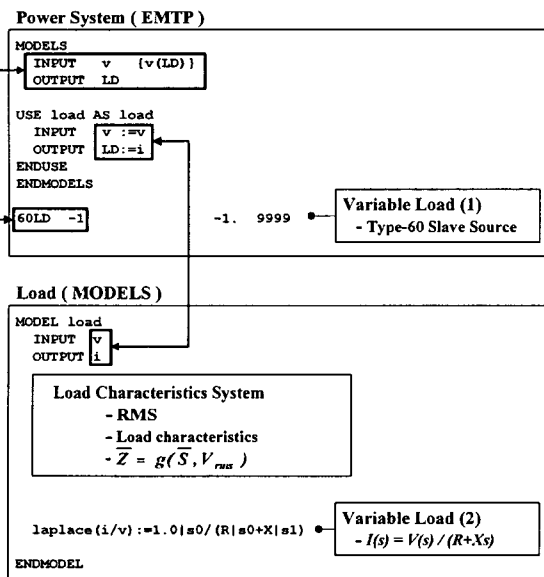 Power System ( EMTP )
MODELS
INPUT v {v(LD)}
OUTPUT LD
USE load AS load
INPUT v :=v
OUTPUT LD:=i
ENDUSE
ENDMODELS
60LD -1 -1. 9999
Variable Load (1)
- Type-60 Slave Source
Load ( MODELS )
MODEL load
INPUT v
OUTPUT i
Load Characteristics System
- RMS
- Load characteristics
- Z̅ = g( S̅ , V_rms )
laplace(i/v):=1.0|s0/(R|s0+X|s1)
Variable Load (2)
- I(s) = V(s) / (R+Xs)
ENDMODEL